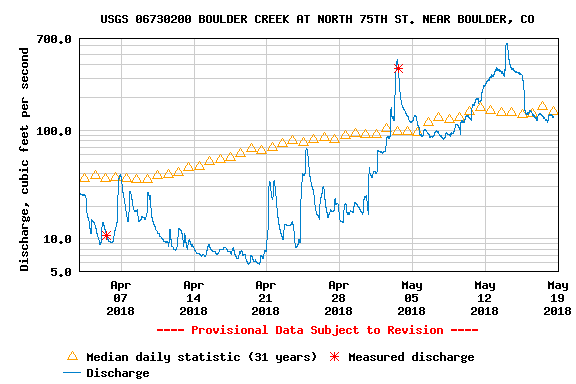 USGS 06730200 BOULDER CREEK AT NORTH 75TH ST. NEAR BOULDER, CO
Discharge, cubic feet per second
700.0
100.0
10.0
5.0
Apr Apr Apr Apr May May May
07 14 21 28 05 12 19
2018 2018 2018 2018 2018 2018 2018
---- Provisional Data Subject to Revision ----
Median daily statistic (31 years) Measured discharge
Discharge